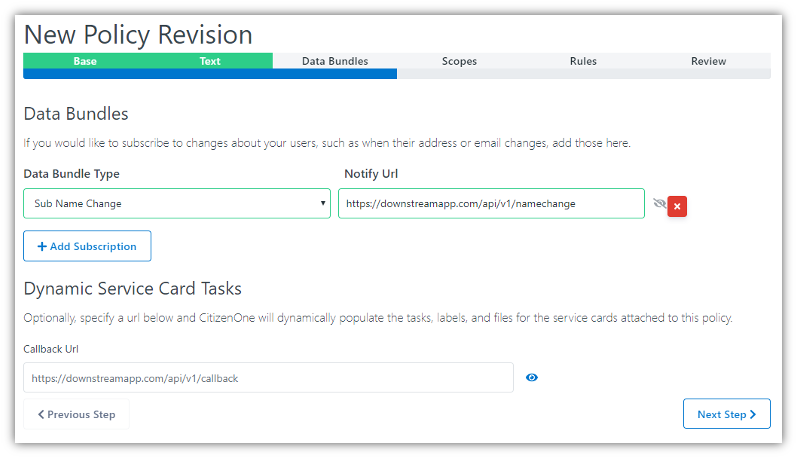 New Policy Revision
Base Text Data Bundles Scopes Rules Review
Data Bundles
If you would like to subscribe to changes about your users, such as when their address or email changes, add those here.
Data Bundle Type Notify Url
Sub Name Change https://downstreamapp.com/api/v1/namechange
Add Subscription
Dynamic Service Card Tasks
Optionally, specify a url below and CitizenOne will dynamically populate the tasks, labels, and files for the service cards attached to this policy.
Callback Url
https://downstreamapp.com/api/v1/callback
Previous Step Next Step